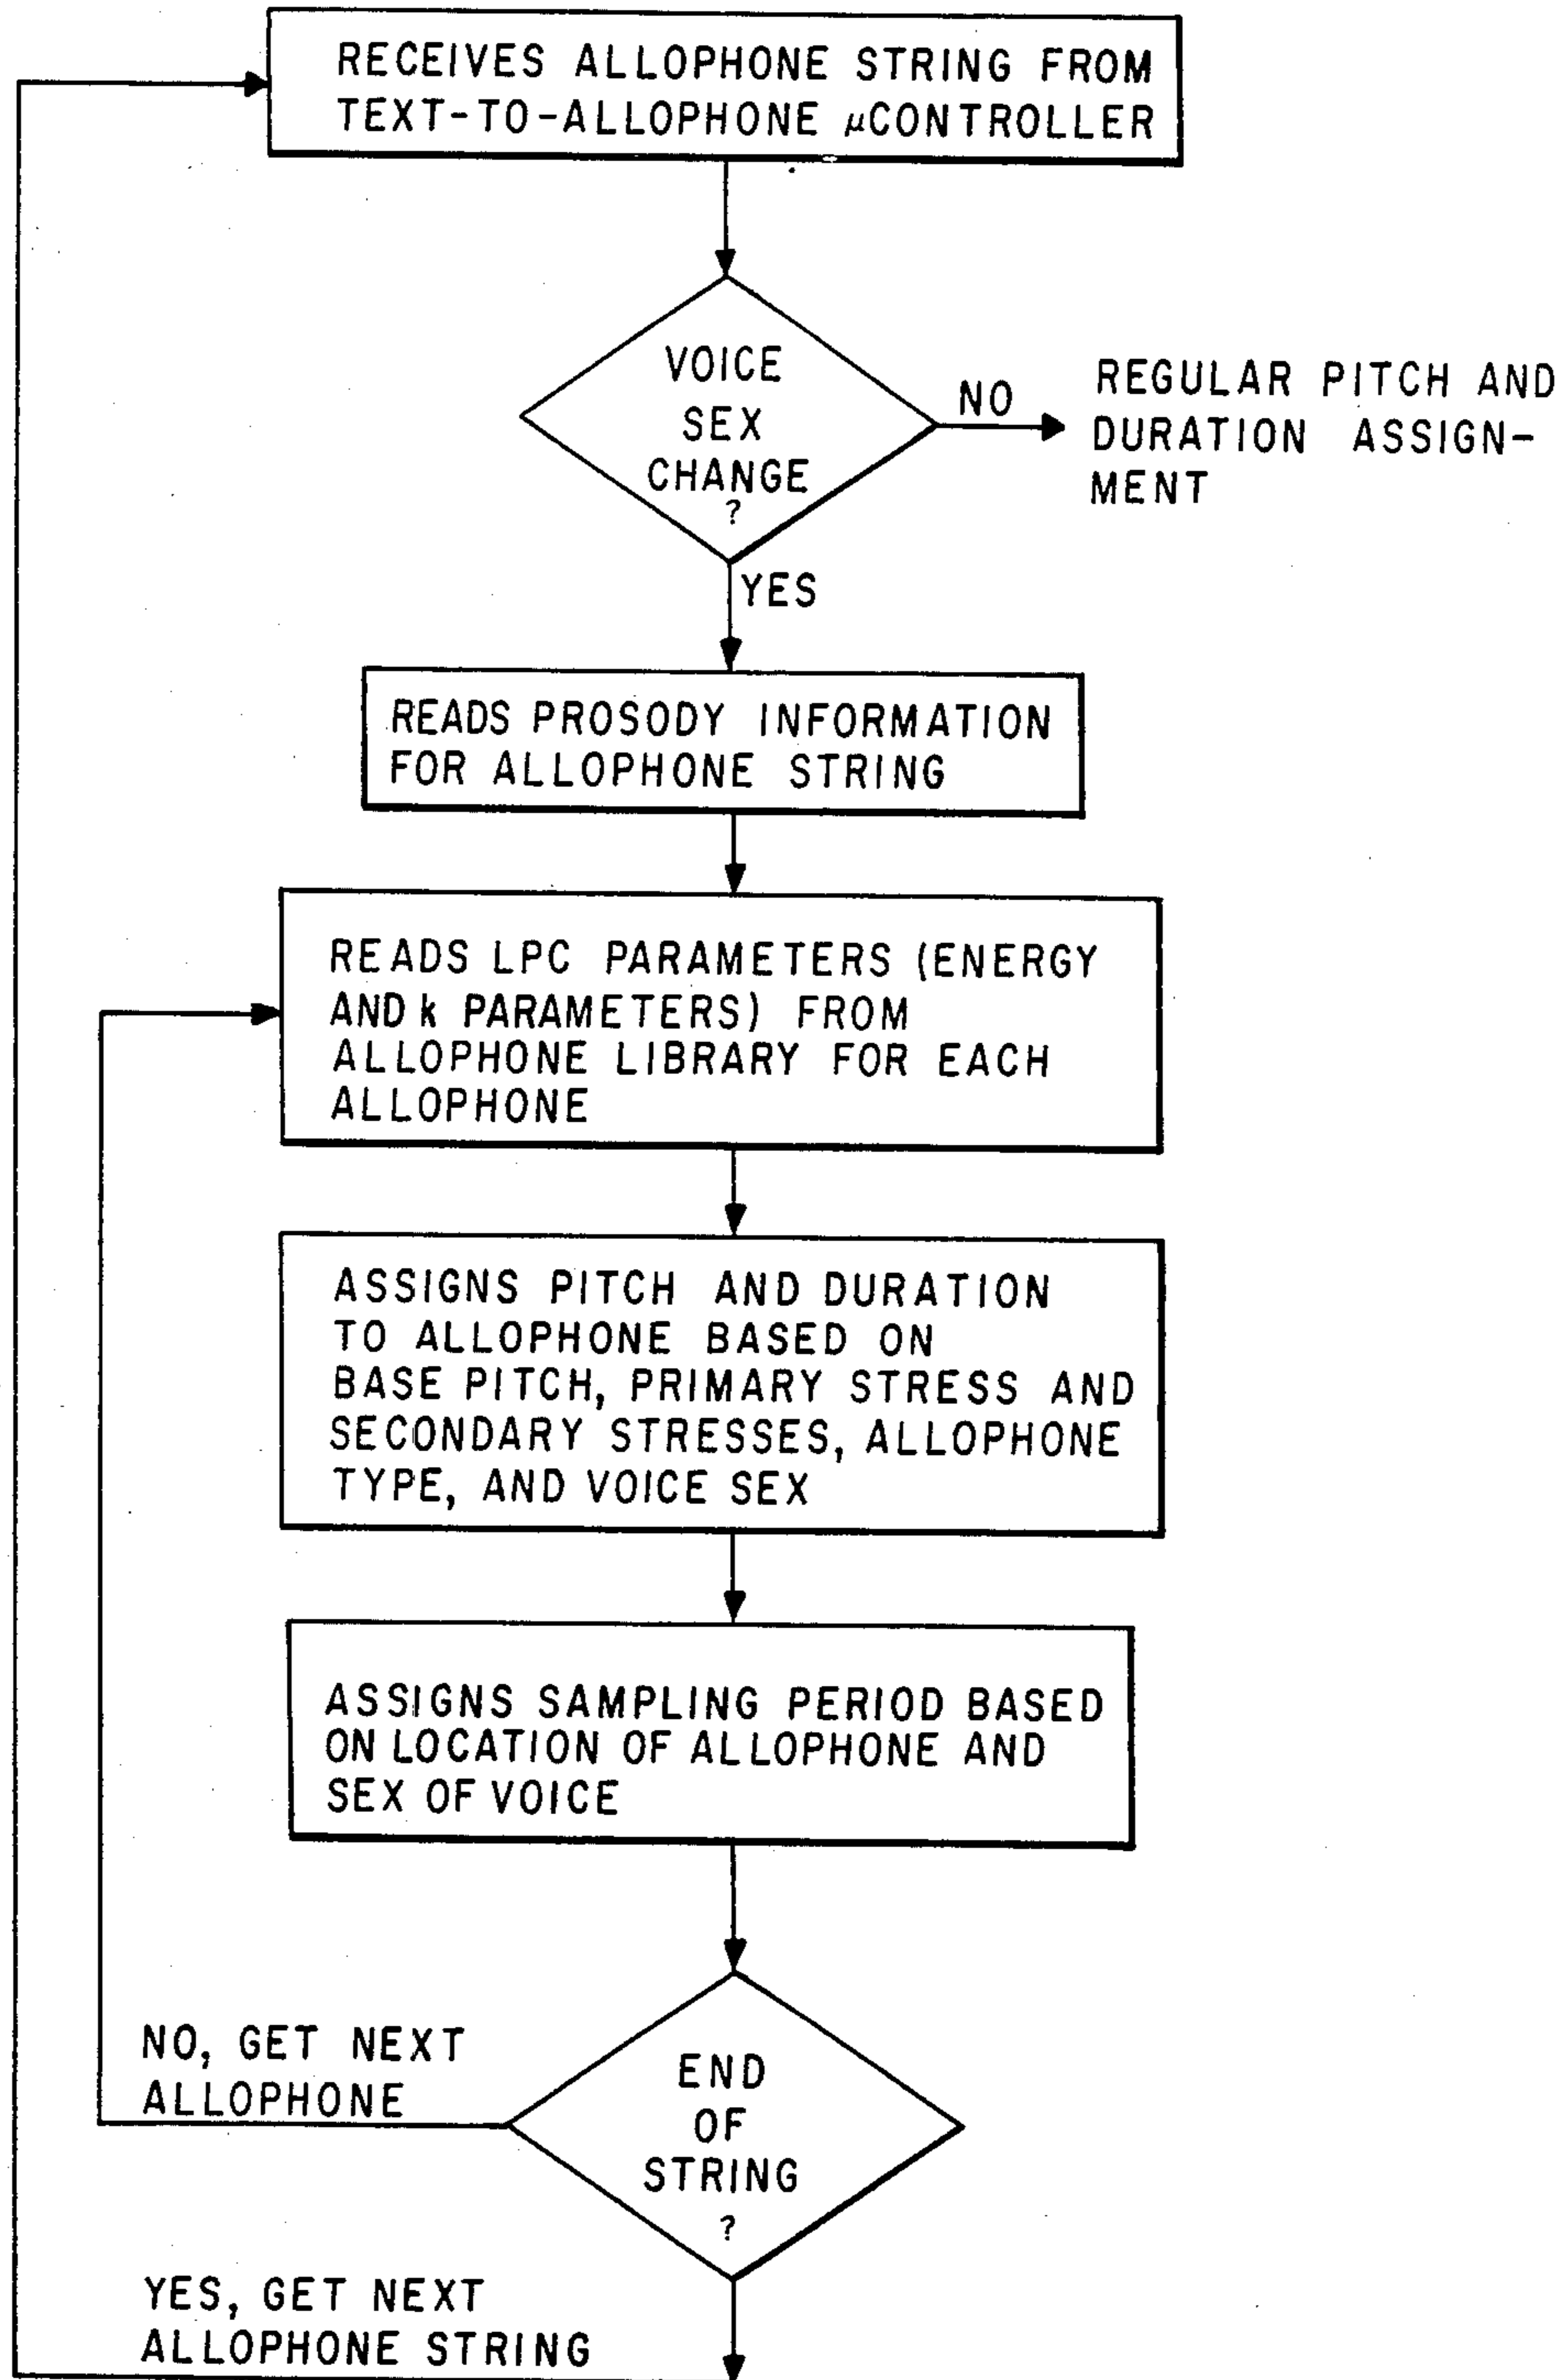 RECEIVES ALLOPHONE STRING FROM
TEXT-TO-ALLOPHONE μCONTROLLER
VOICE
SEX
CHANGE
?
NO
REGULAR PITCH AND
DURATION ASSIGN-
MENT
YES
READS PROSODY INFORMATION
FOR ALLOPHONE STRING
READS LPC PARAMETERS (ENERGY
AND k PARAMETERS) FROM
ALLOPHONE LIBRARY FOR EACH
ALLOPHONE
ASSIGNS PITCH AND DURATION
TO ALLOPHONE BASED ON
BASE PITCH, PRIMARY STRESS AND
SECONDARY STRESSES, ALLOPHONE
TYPE, AND VOICE SEX
ASSIGNS SAMPLING PERIOD BASED
ON LOCATION OF ALLOPHONE AND
SEX OF VOICE
NO, GET NEXT
ALLOPHONE
END
OF
STRING
?
YES, GET NEXT
ALLOPHONE STRING